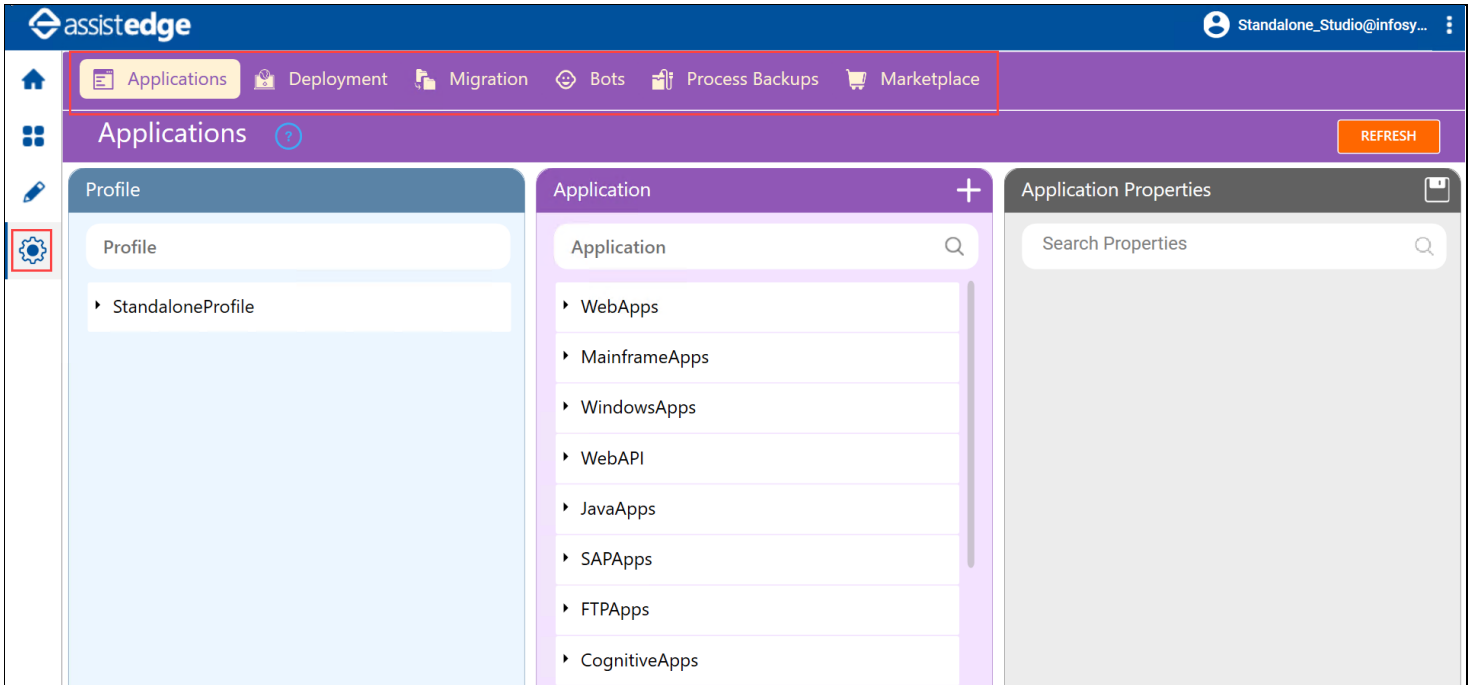 assistedge
Standalone_Studio@infosy...
Applications Deployment Migration Bots Process Backups Marketplace
Applications ?
REFRESH
Profile
Profile
StandaloneProfile
Application
Application
WebApps
MainframeApps
WindowsApps
WebAPI
JavaApps
SAPApps
FTPApps
CognitiveApps
Application Properties
Search Properties